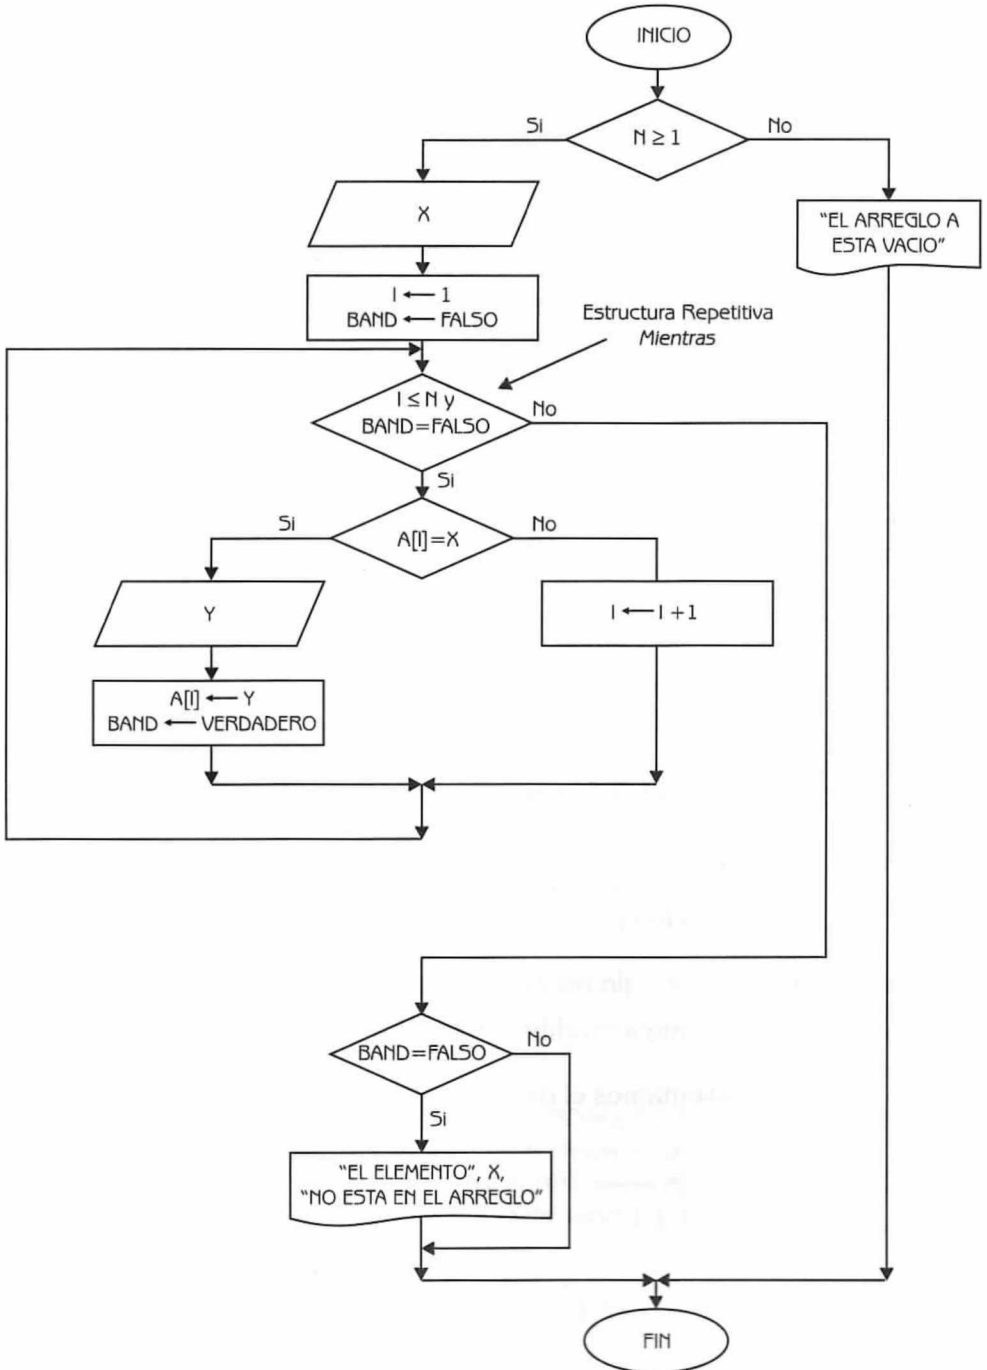 INICIO
N ≥ 1
Si
No
X
"EL ARREGLO A
ESTA VACIO"
I ← 1
BAND ← FALSO
Estructura Repetitiva
Mientras
I ≤ N y
BAND=FALSO
No
Si
A[I]=X
Si
No
Y
I ← I +1
A[I] ← Y
BAND ← VERDADERO
BAND=FALSO
No
Si
"EL ELEMENTO", X,
"NO ESTA EN EL ARREGLO"
FIN